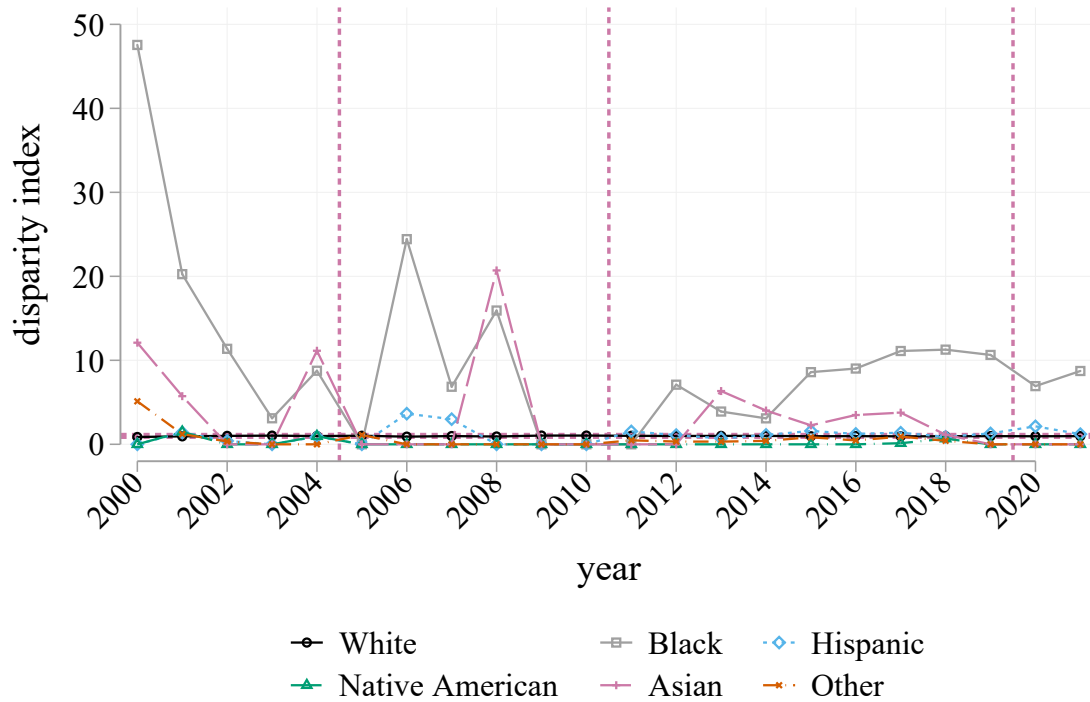 50
40
30
20
10
0
disparity index
2000 2002 2004 2006 2008 2010 2012 2014 2016 2018 2020
year
White Black Hispanic
Native American Asian Other